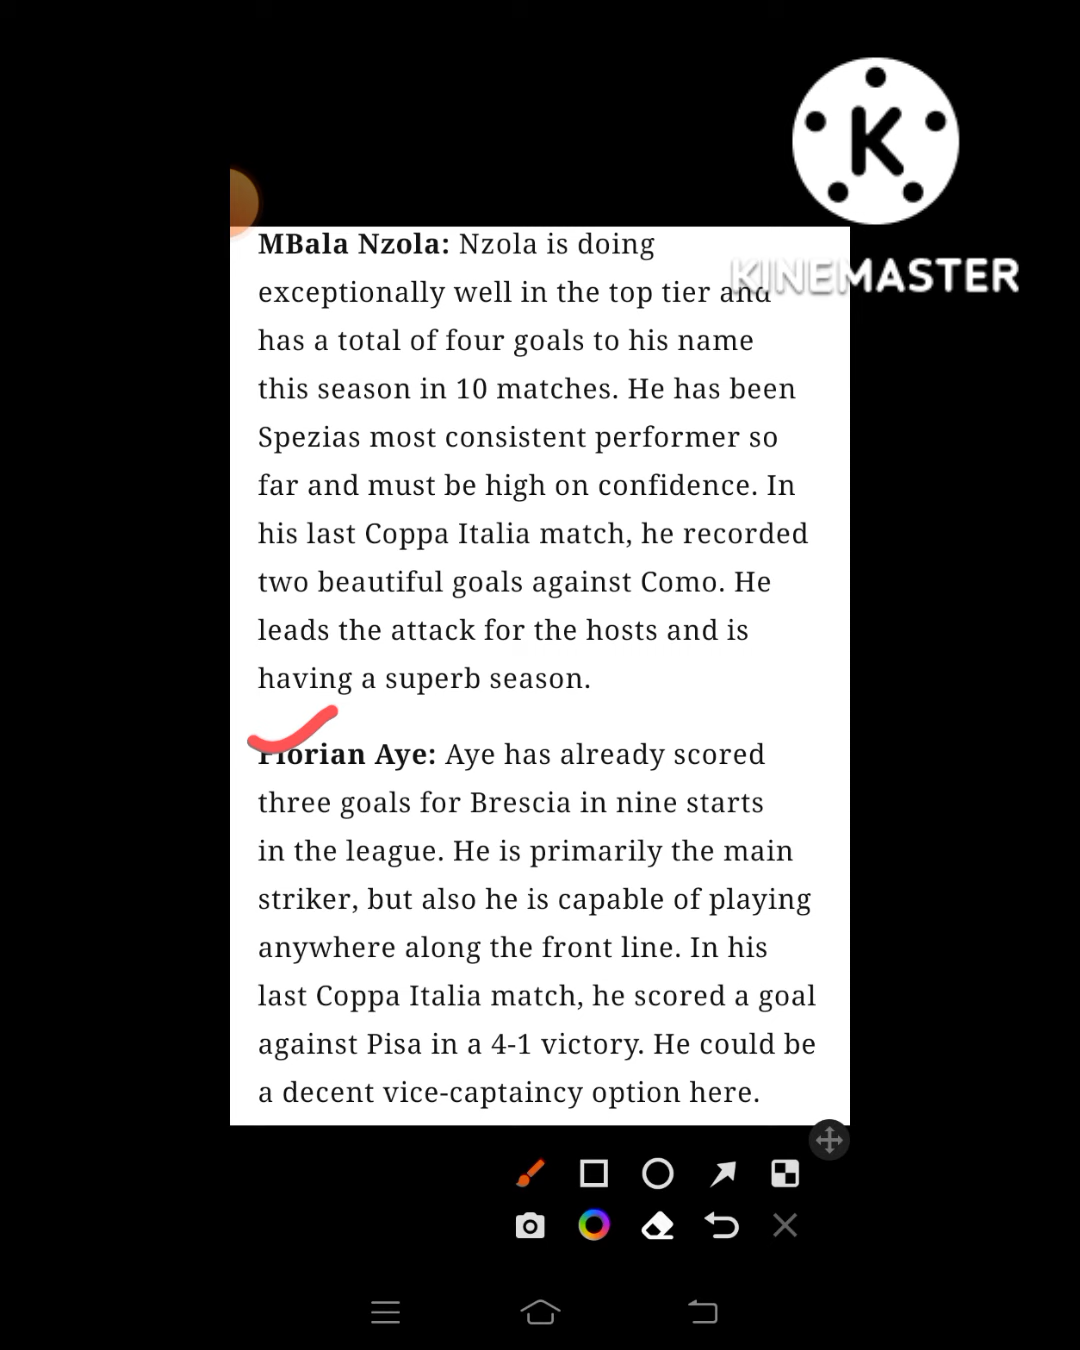 K
KINEMASTER
MBala Nzola: Nzola is doing
exceptionally well in the top tier and
has a total of four goals to his name
this season in 10 matches. He has been
Spezias most consistent performer so
far and must be high on confidence. In
his last Coppa Italia match, he recorded
two beautiful goals against Como. He
leads the attack for the hosts and is
having a superb season.
Florian Aye: Aye has already scored
three goals for Brescia in nine starts
in the league. He is primarily the main
striker, but also he is capable of playing
anywhere along the front line. In his
last Coppa Italia match, he scored a goal
against Pisa in a 4-1 victory. He could be
a decent vice-captaincy option here.